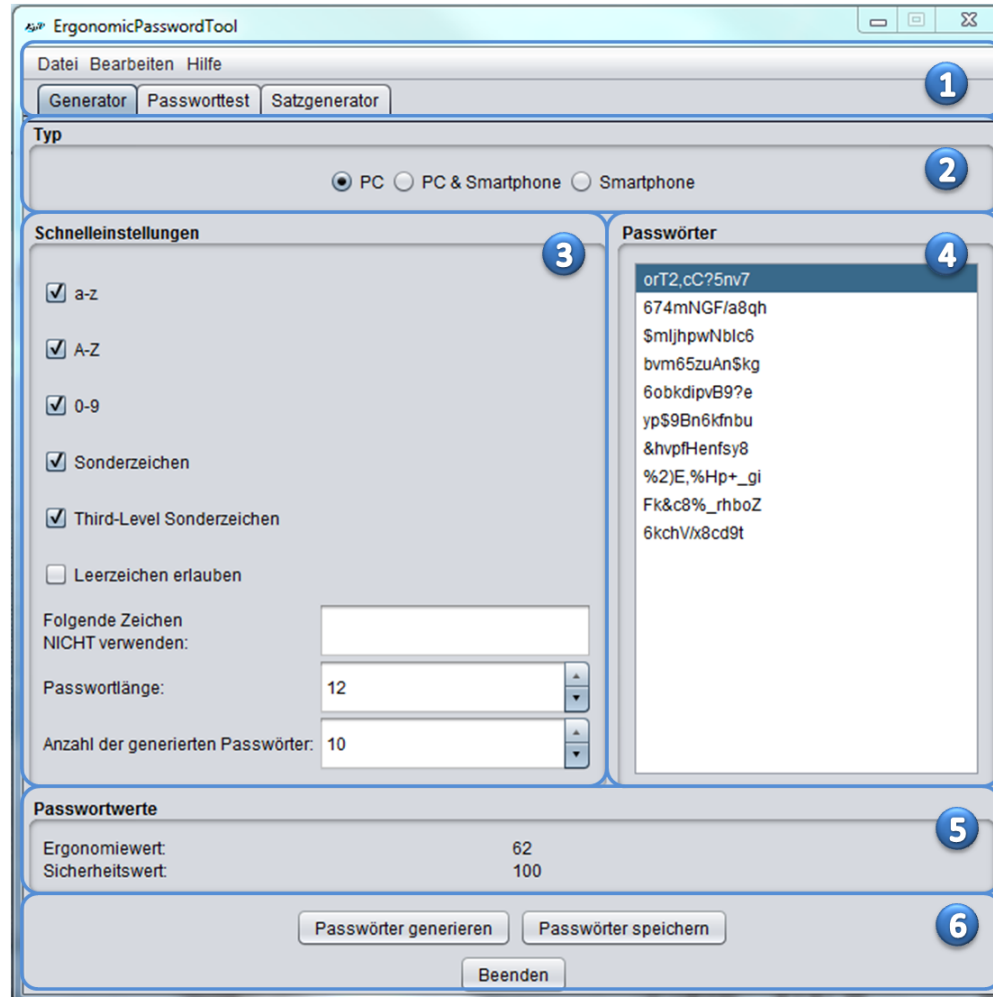 ErgonomicPasswordTool
Datei Bearbeiten Hilfe
1
Generator Passworttest Satzgenerator
Typ
2
PC PC & Smartphone Smartphone
Schnelleinstellungen
3
a-z
A-Z
0-9
Sonderzeichen
Third-Level Sonderzeichen
Leerzeichen erlauben
Folgende Zeichen
NICHT verwenden:
Passwortlänge: 12
Anzahl der generierten Passwörter: 10
Passwörter
4
orT2,cC?5nv7
674mNGF/a8qh
$mljhpwNblc6
bvm65zuAn$kg
6obkdipvB9?e
yp$9Bn6kfnbu
&hvpfHenfsy8
%2)E,%Hp+_gi
Fk&c8%_rhboZ
6kchV/x8cd9t
Passwortwerte
5
Ergonomiewert: 62
Sicherheitswert: 100
6
Passwörter generieren Passwörter speichern
Beenden